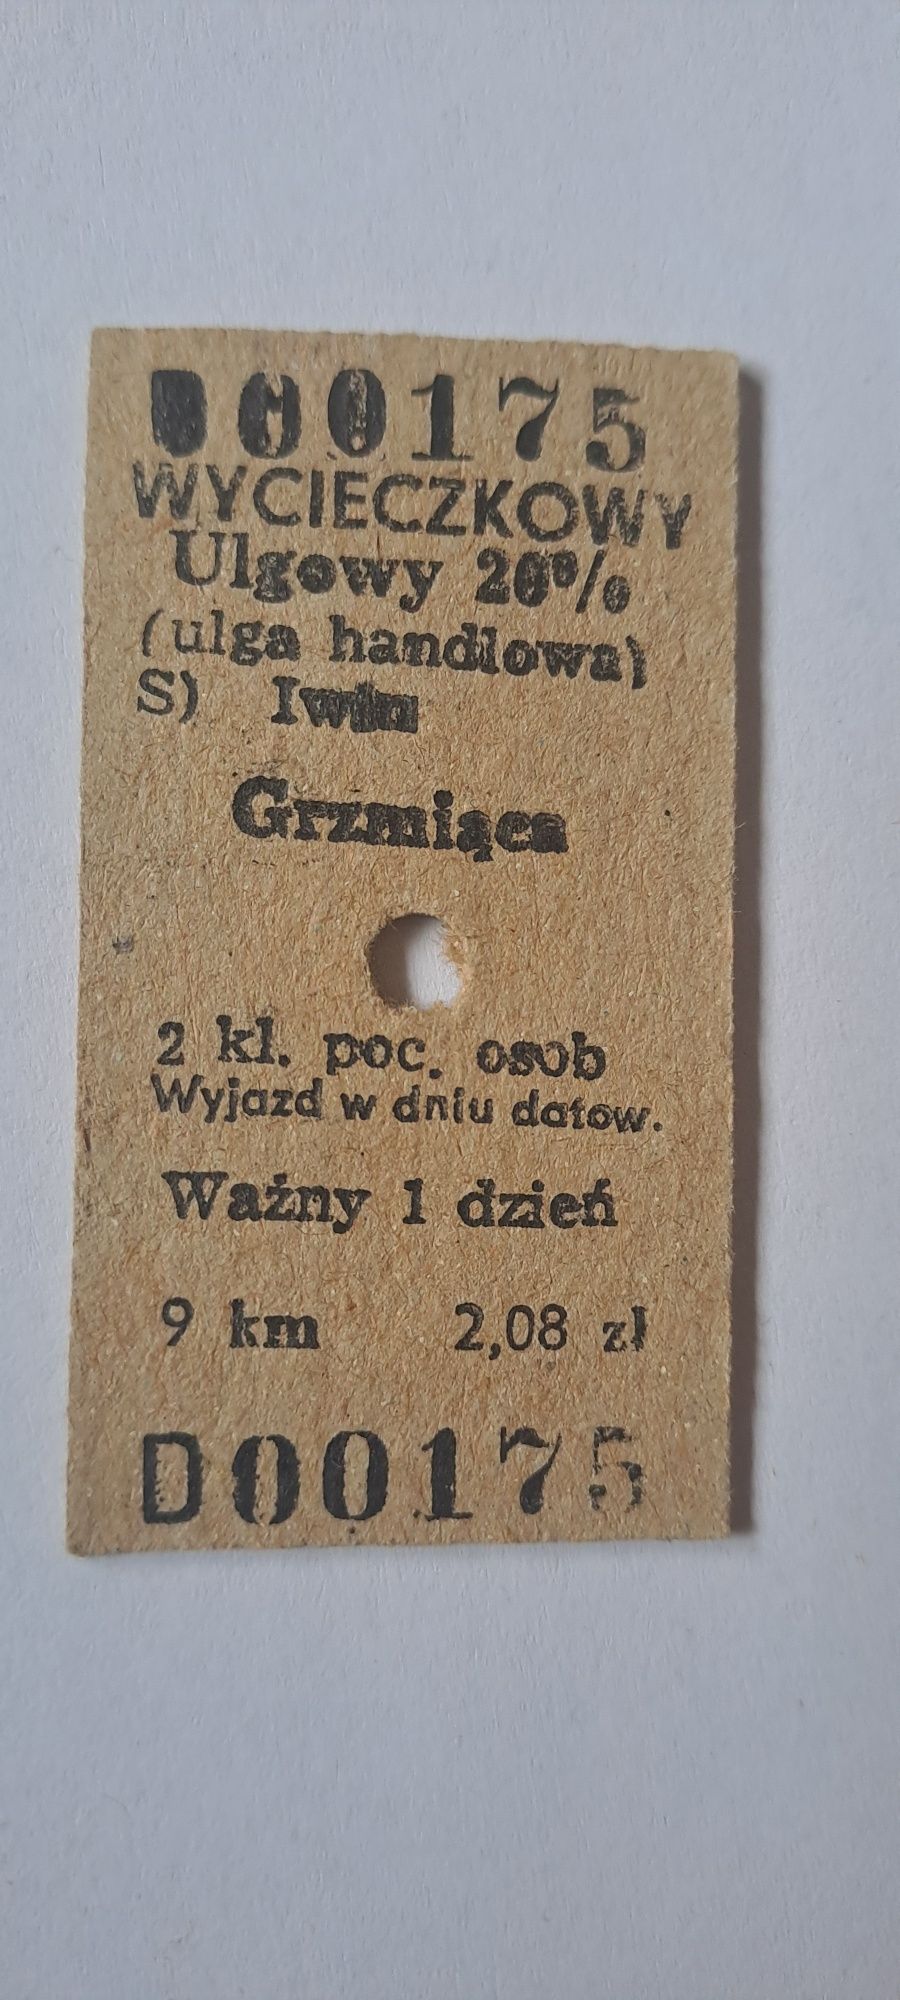 D00175
WYCIECZKOWY
Ulgowy 20%
(ulga handlowa)
S) Iwin
Grzmiąca
2 kl. poc. osob
Wyjazd w dniu datow.
Ważny 1 dzień
9 km 2,08 zł
D00175